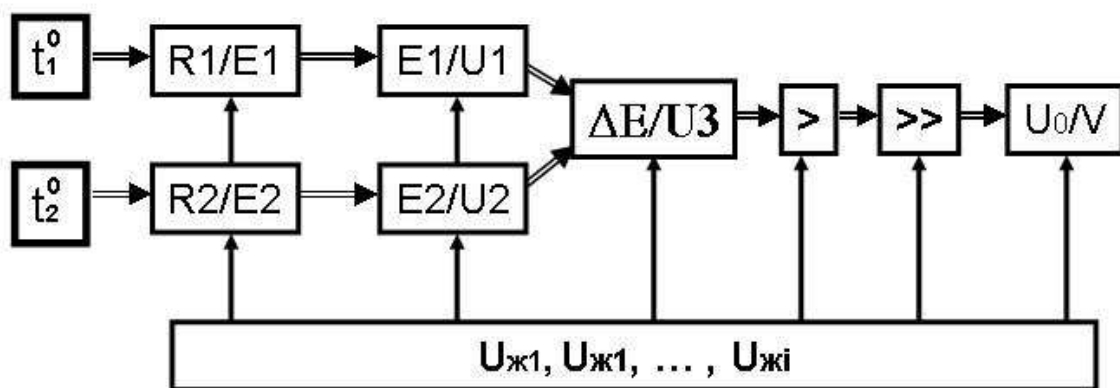 t₁⁰ R1/E1 E1/U1
ΔE/U3 > >> U₀/V
t₂⁰ R2/E2 E2/U2
Uж1, Uж1, ... , Uжi